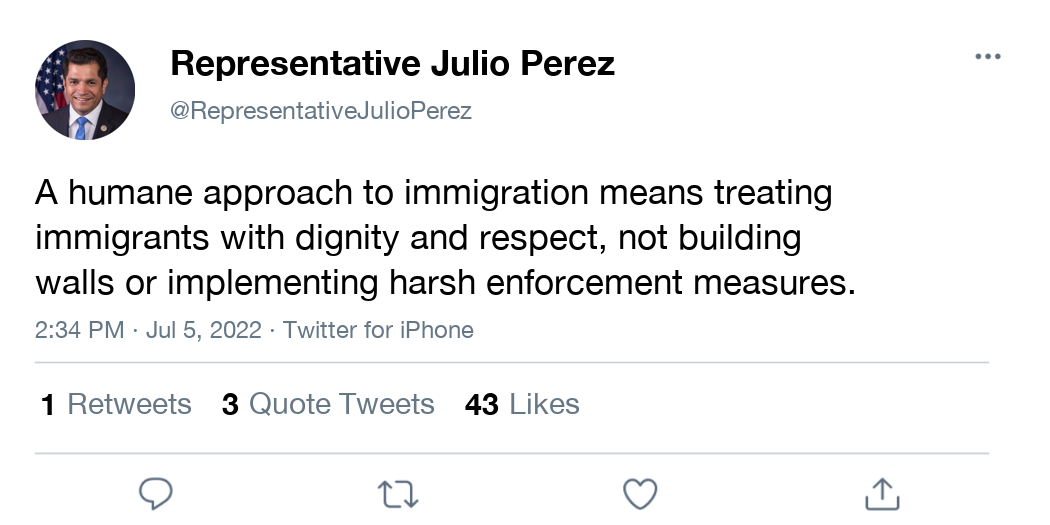 Representative Julio Perez
@RepresentativeJulioPerez
A humane approach to immigration means treating
immigrants with dignity and respect, not building
walls or implementing harsh enforcement measures.
2:34 PM · Jul 5, 2022 · Twitter for iPhone
1 Retweets 3 Quote Tweets 43 Likes